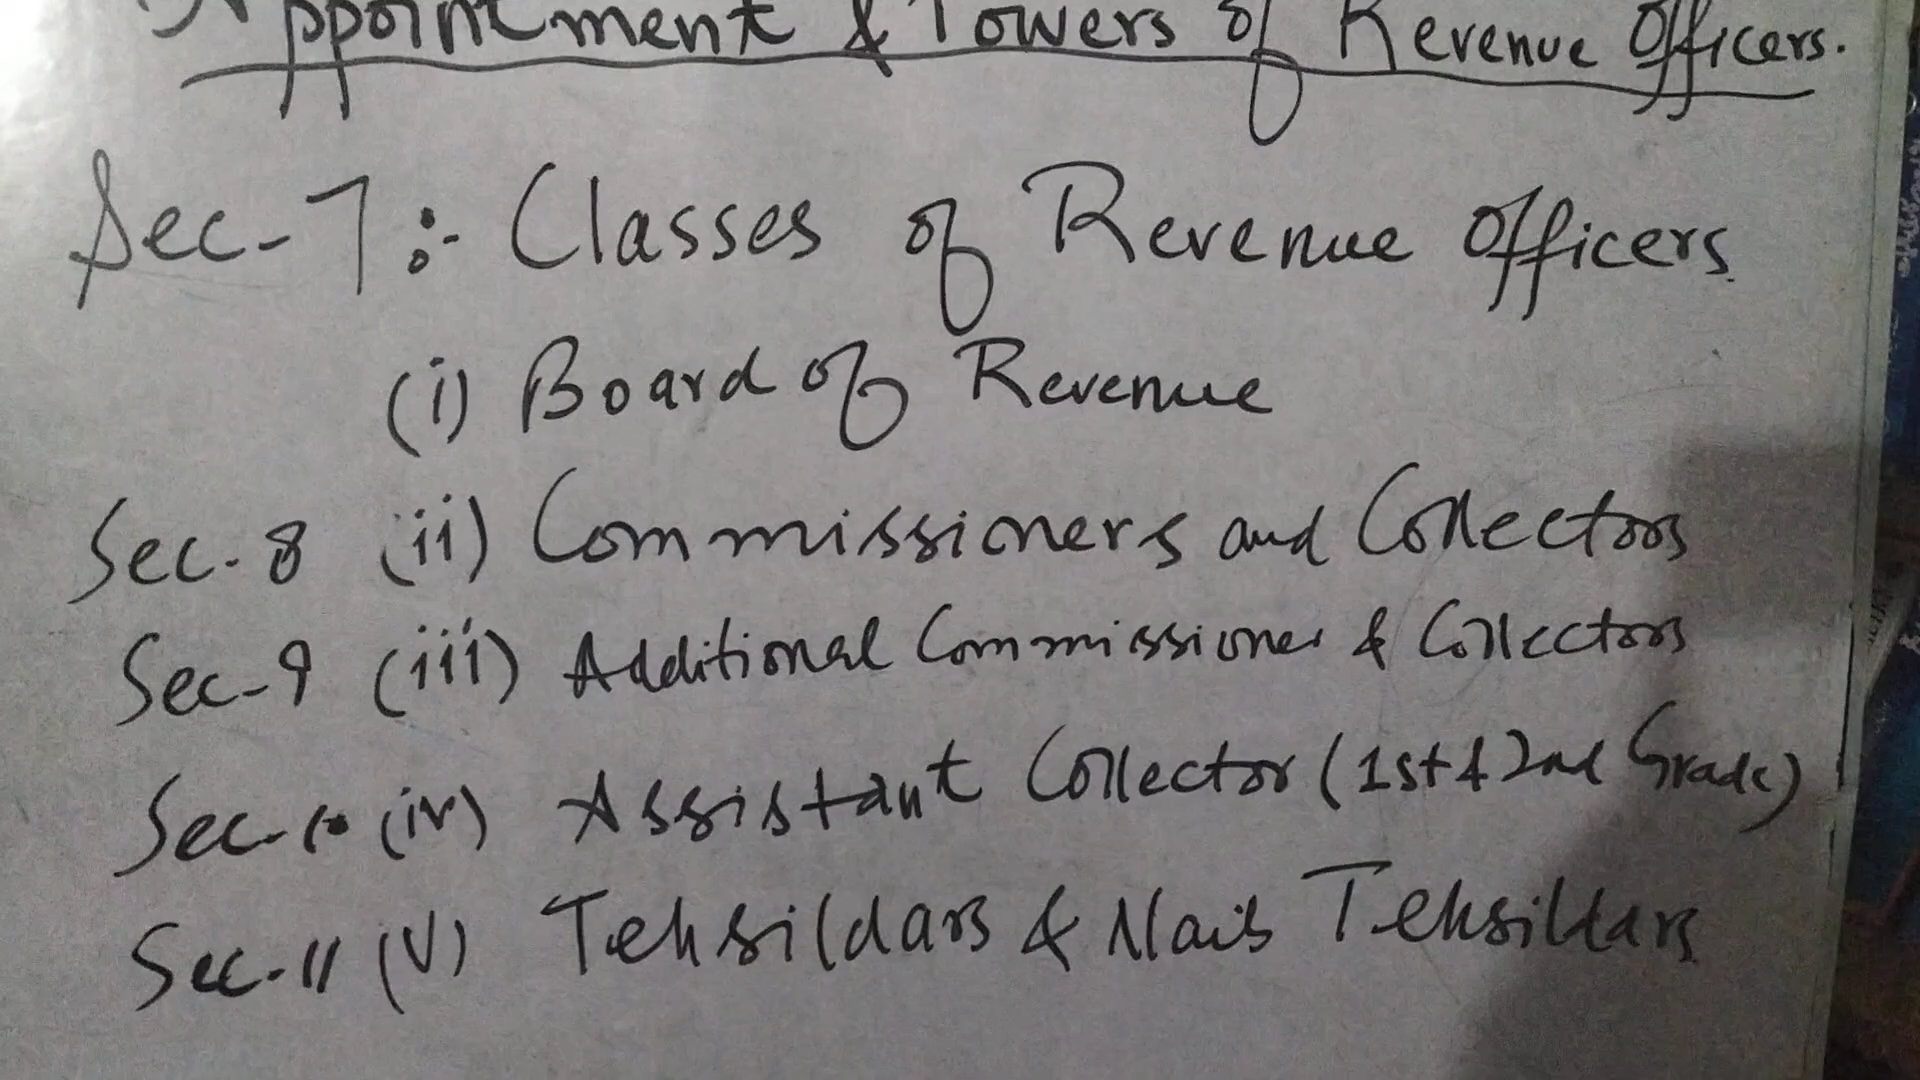 Appointment & Powers of Revenue Officers.
Sec-7:- Classes of Revenue Officers
(i) Board of Revenue
Sec-8 (ii) Commissioners and Collectors
Sec-9 (iii) Additional Commissioner & Collectors
Sec-10 (iv) Assistant Collector (1st & 2nd Grade)
Sec-11 (V) Tehsildars & Naib Tehsildars